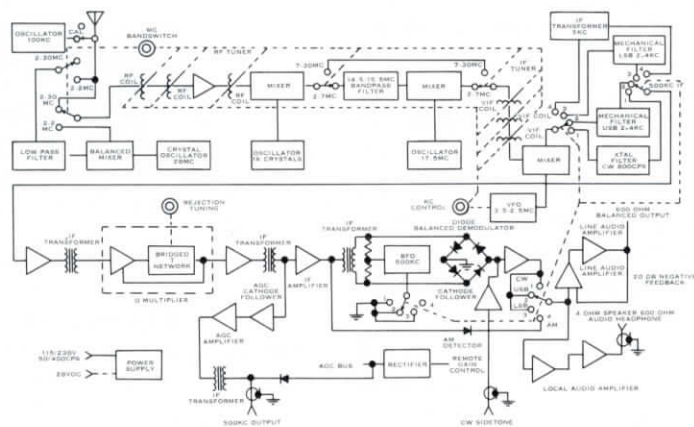 OSCILLATOR
100KC
CAL
MC
BANDSWITCH
2-30MC
.2-2MC
2-30
MC
.2-2
MC
LOW PASS
FILTER
BALANCED
MIXER
CRYSTAL
OSCILLATOR
28MC
RF TUNER
RF
COIL
RF
COIL
RF
COIL
MIXER
7-30MC
2-7MC
14.5-15.5MC
BANDPASS
FILTER
MIXER
7-30MC
2-7MC
OSCILLATOR
16 CRYSTALS
OSCILLATOR
17.5MC
IF
TUNER
VIF COIL
VIF COIL
VIF
COIL
MIXER
VFO
3.5-2.5MC
KC
CONTROL
IF
TRANSFORMER
5KC
MECHANICAL
FILTER
LSB 2.4KC
500KC IF
MECHANICAL
FILTER
USB 2.4KC
XTAL
FILTER
CW 800CPS
600 OHM
BALANCED OUTPUT
REJECTION
TUNING
IF
TRANSFORMER
BRIDGED
T
NETWORK
Q MULTIPLIER
IF
TRANSFORMER
AGC
CATHODE
FOLLOWER
IF
AMPLIFIER
IF
TRANSFORMER
BFO
500KC
DIODE
BALANCED DEMODULATOR
CATHODE
FOLLOWER
CW
USB
LSB
AM
LINE AUDIO
AMPLIFIER
LINE AUDIO
AMPLIFIER
20 DB NEGATIVE
FEEDBACK
AGC
AMPLIFIER
AM
DETECTOR
4 OHM SPEAKER 600 OHM
AUDIO HEADPHONE
115/230V
50/400CPS
28VDC
POWER
SUPPLY
IF
TRANSFORMER
AGC BUS
RECTIFIER
REMOTE
GAIN
CONTROL
LOCAL AUDIO AMPLIFIER
500KC OUTPUT
CW SIDETONE